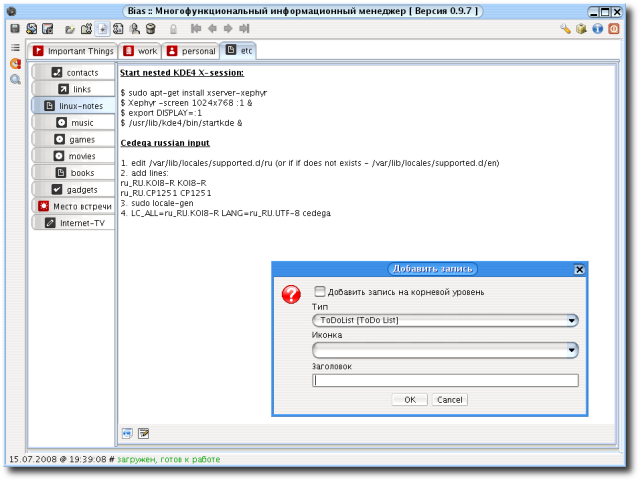 Bias :: Многофункциональный информационный менеджер [ Версия 0.9.7 ]
Important Things
work
personal
etc
contacts
links
linux-notes
music
games
movies
books
gadgets
Место встречи
Internet-TV
Start nested KDE4 X-session:
$ sudo apt-get install xserver-xephyr
$ Xephyr -screen 1024x768 :1 &
$ export DISPLAY=:1
$ /usr/lib/kde4/bin/startkde &
Cedega russian input
1. edit /var/lib/locales/supported.d/ru (or if if does not exists - /var/lib/locales/supported.d/en)
2. add lines:
ru_RU.KOI8-R KOI8-R
ru_RU.CP1251 CP1251
3. sudo locale-gen
4. LC_ALL=ru_RU.KOI8-R LANG=ru_RU.UTF-8 cedega
Добавить запись
Добавить запись на корневой уровень
Тип
ToDoList [ToDo List]
Иконка
Заголовок
OK
Cancel
15.07.2008 @ 19:39:08 # загружен, готов к работе